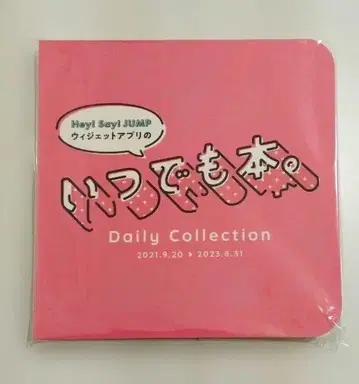 Hey! Say! JUMP
ウィジェットアプリの
いつでも本。
Daily Collection
2021.9.20 ▶ 2023.8.31